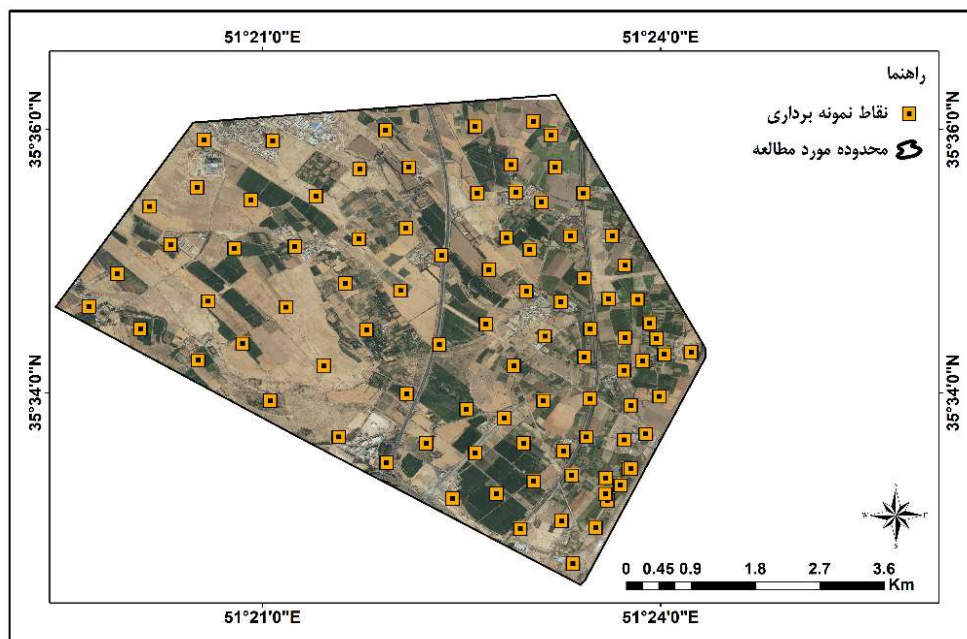 51°21'0"E 51°24'0"E
35°36'0"N 35°36'0"N
راهنما
نقاط نمونه برداری
محدوده مورد مطالعه
35°34'0"N 35°34'0"N
0 0.45 0.9 1.8 2.7 3.6
Km
51°21'0"E 51°24'0"E